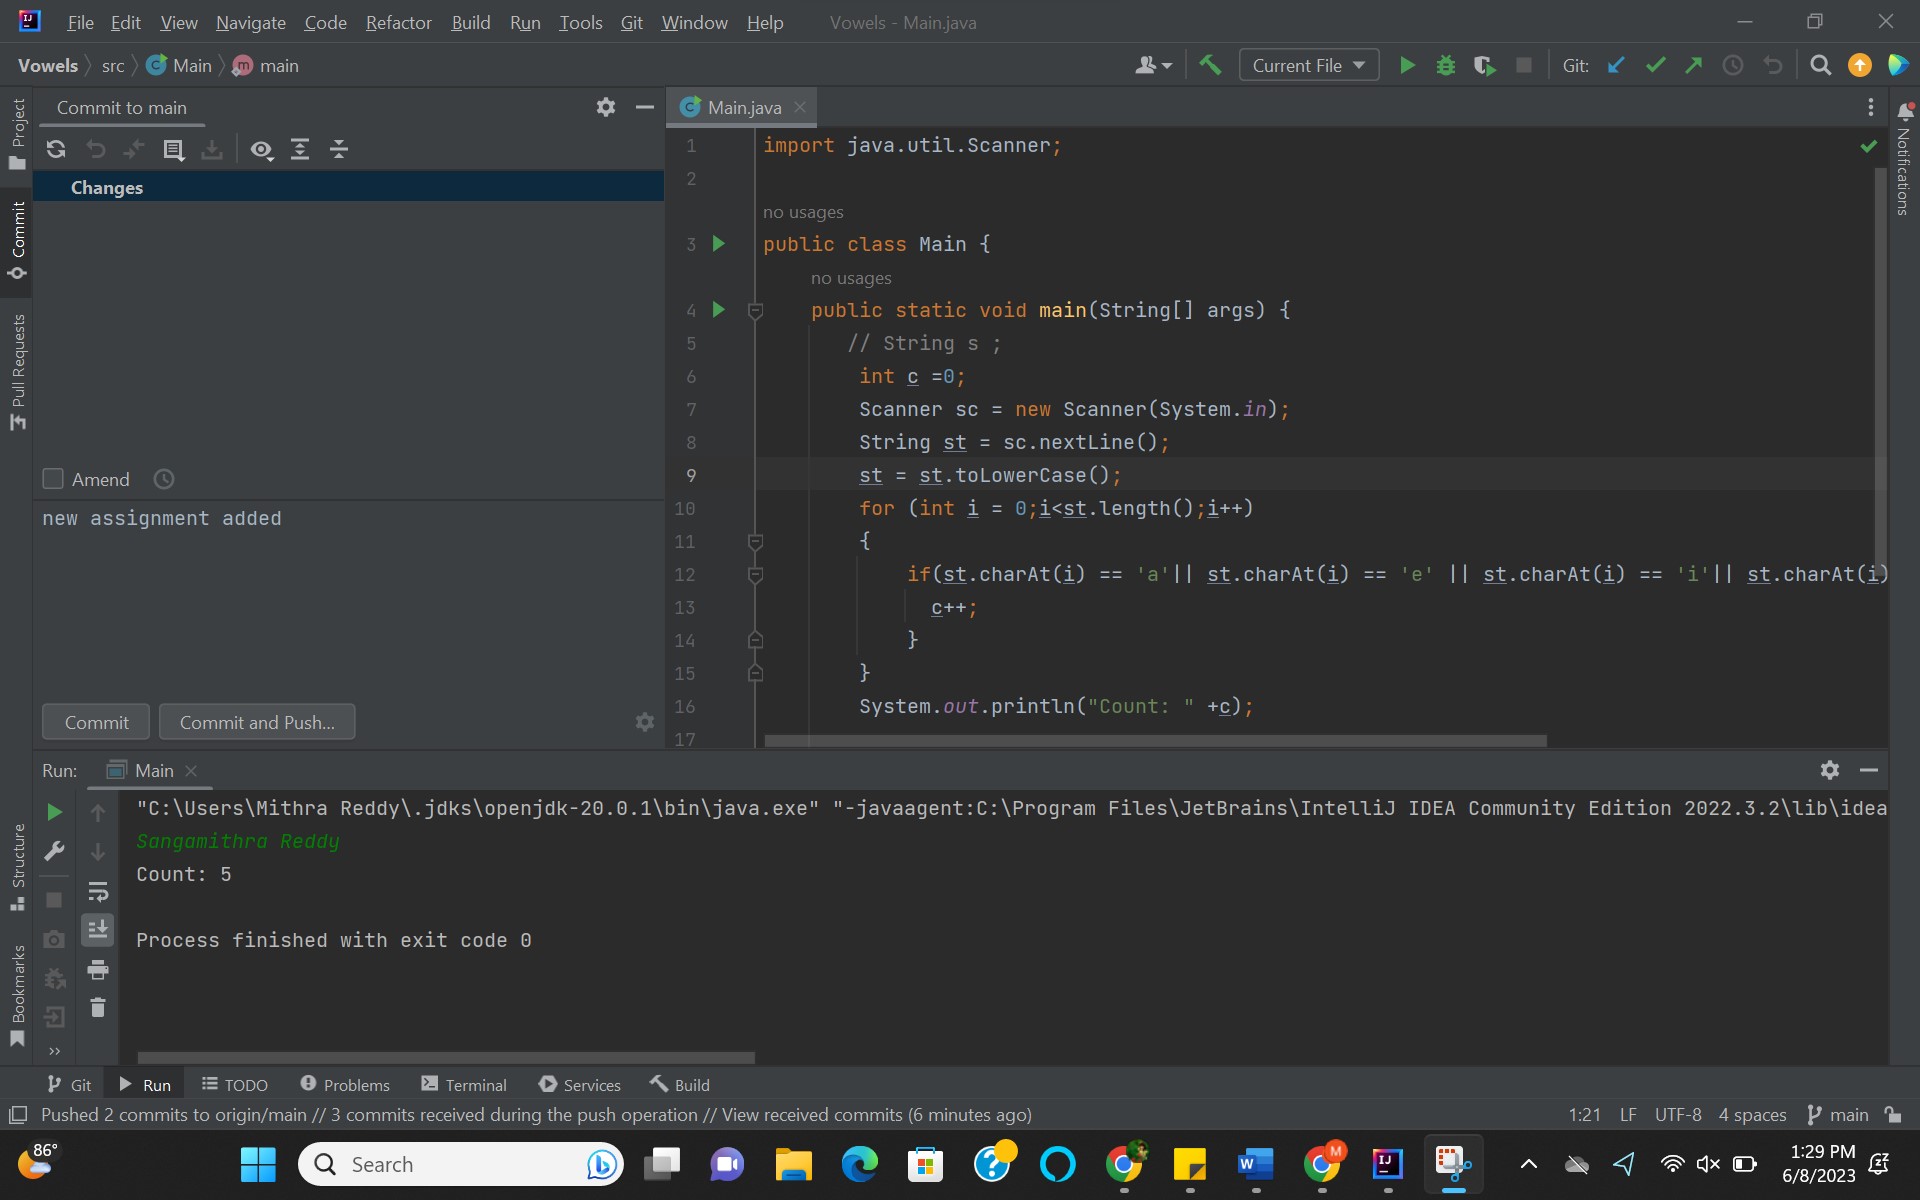 File Edit View Navigate Code Refactor Build Run Tools Git Window Help Vowels - Main.java
Vowels src Main main Current File Git:
Project
Commit
Pull Requests
Structure
Bookmarks
Notifications
Commit to main
Changes
Amend
new assignment added
Commit Commit and Push...
Main.java
1 import java.util.Scanner;
2
no usages
3 public class Main {
no usages
4 public static void main(String[] args) {
5 // String s ;
6 int c =0;
7 Scanner sc = new Scanner(System.in);
8 String st = sc.nextLine();
9 st = st.toLowerCase();
10 for (int i = 0;i<st.length();i++)
11 {
12 if(st.charAt(i) == 'a'|| st.charAt(i) == 'e' || st.charAt(i) == 'i'|| st.charAt(i)
13 c++;
14 }
15 }
16 System.out.println("Count: " +c);
17
Run: Main
"C:\Users\Mithra Reddy\.jdks\openjdk-20.0.1\bin\java.exe" "-javaagent:C:\Program Files\JetBrains\IntelliJ IDEA Community Edition 2022.3.2\lib\idea
Sangamithra Reddy
Count: 5
Process finished with exit code 0
Git Run TODO Problems Terminal Services Build
Pushed 2 commits to origin/main // 3 commits received during the push operation // View received commits (6 minutes ago) 1:21 LF UTF-8 4 spaces main
86°
Search
1:29 PM
6/8/2023